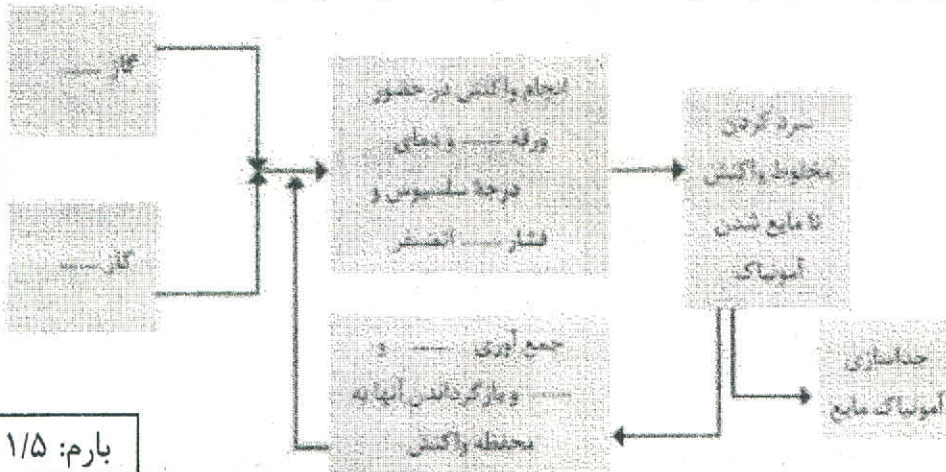 گاز ——
گاز ——
انجام واکنش در حضور
ورقه —— و دمای
درجهٔ سلسیوس و
فشار —— اتمسفر
سرد کردن
مخلوط واکنش
تا مایع شدن
آمونیاک
جمع آوری —— و
—— و بازگرداندن آنها به
محفظه واکنش
جداسازی
آمونیاک مایع
بارم: ۱/۵